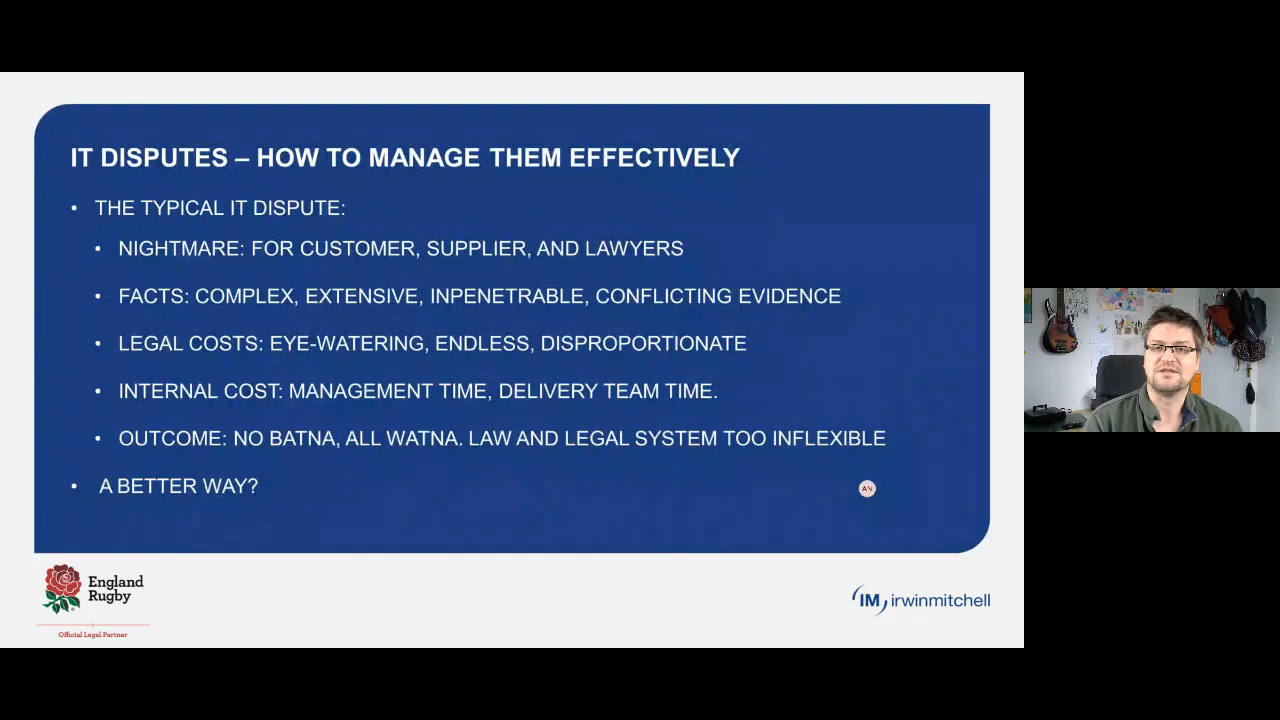 IT DISPUTES – HOW TO MANAGE THEM EFFECTIVELY
• THE TYPICAL IT DISPUTE:
• NIGHTMARE: FOR CUSTOMER, SUPPLIER, AND LAWYERS
• FACTS: COMPLEX, EXTENSIVE, INPENETRABLE, CONFLICTING EVIDENCE
• LEGAL COSTS: EYE-WATERING, ENDLESS, DISPROPORTIONATE
• INTERNAL COST: MANAGEMENT TIME, DELIVERY TEAM TIME.
• OUTCOME: NO BATNA, ALL WATNA. LAW AND LEGAL SYSTEM TOO INFLEXIBLE
• A BETTER WAY?
AN
England
Rugby
Official Legal Partner
IM irwinmitchell